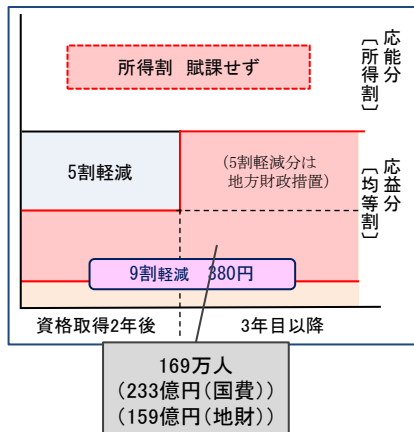 所得割 賦課せず
応能分
〔所得割〕
5割軽減
(5割軽減分は
地方財政措置)
応益分
〔均等割〕
9割軽減 380円
資格取得2年後
3年目以降
169万人
(233億円(国費))
(159億円(地財))